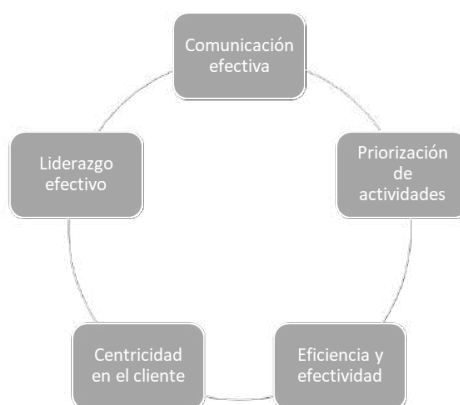 Comunicación
efectiva
Priorización
de
actividades
Eficiencia y
efectividad
Centricidad
en el cliente
Liderazgo
efectivo